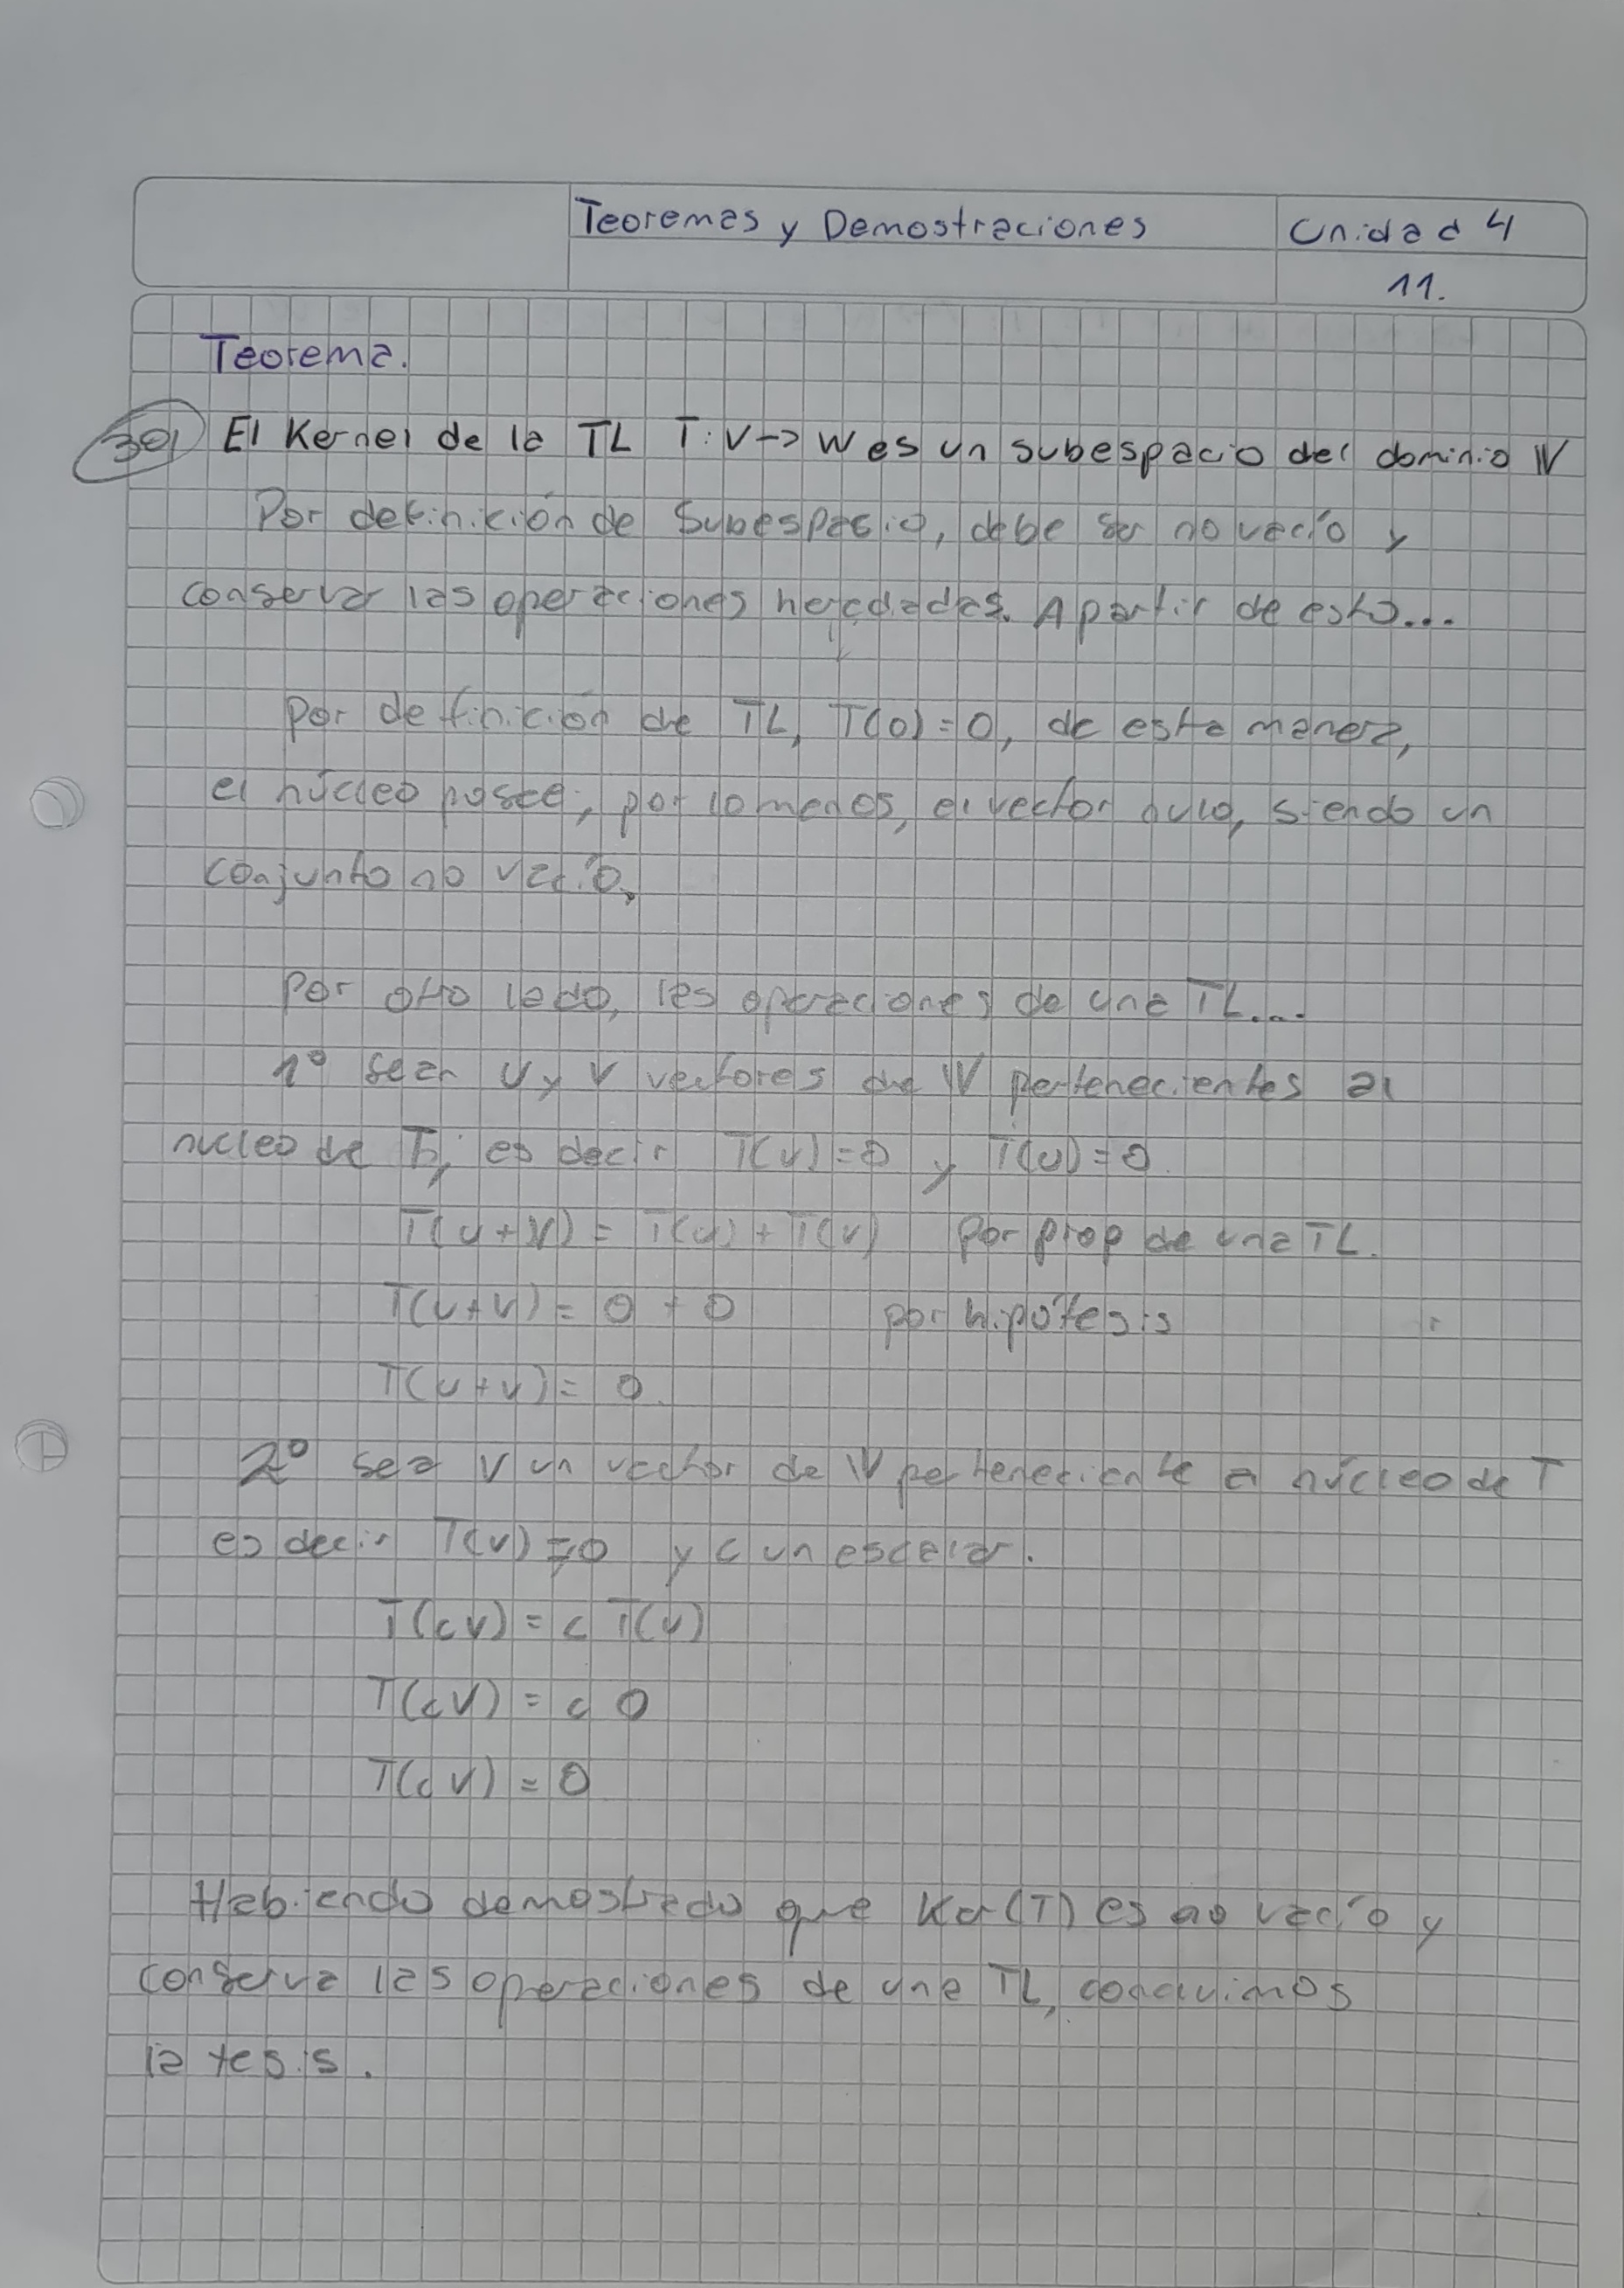 Teoremas y Demostraciones
Unidad 4
11.
Teorema.
30) El Kernel de la TL T:V->W es un subespacio del dominio V
Por definición de Subespacio, debe ser no vacío y
conservar las operaciones heredadas. A partir de esto...
Por definición de TL, T(0)=0, de esta manera,
el núcleo posee, por lo menos, el vector nulo, siendo un
conjunto no vacío.
Por otro lado, las operaciones de una TL...
1° sean u y v vectores de V pertenecientes al
nucleo de T, es decir T(v)=0 y T(u)=0.
T(u+v) = T(u) + T(v) por prop de una TL.
T(u+v) = 0 + 0 por hipótesis
T(u+v) = 0.
2° sea v un vector de V perteneciente al núcleo de T
es decir T(v)=0 y c un escalar.
T(cv) = c T(v)
T(cv) = c 0
T(cv) = 0
Habiendo demostrado que Ker(T) es no vacío y
conserva las operaciones de una TL, concluimos
la tesis.